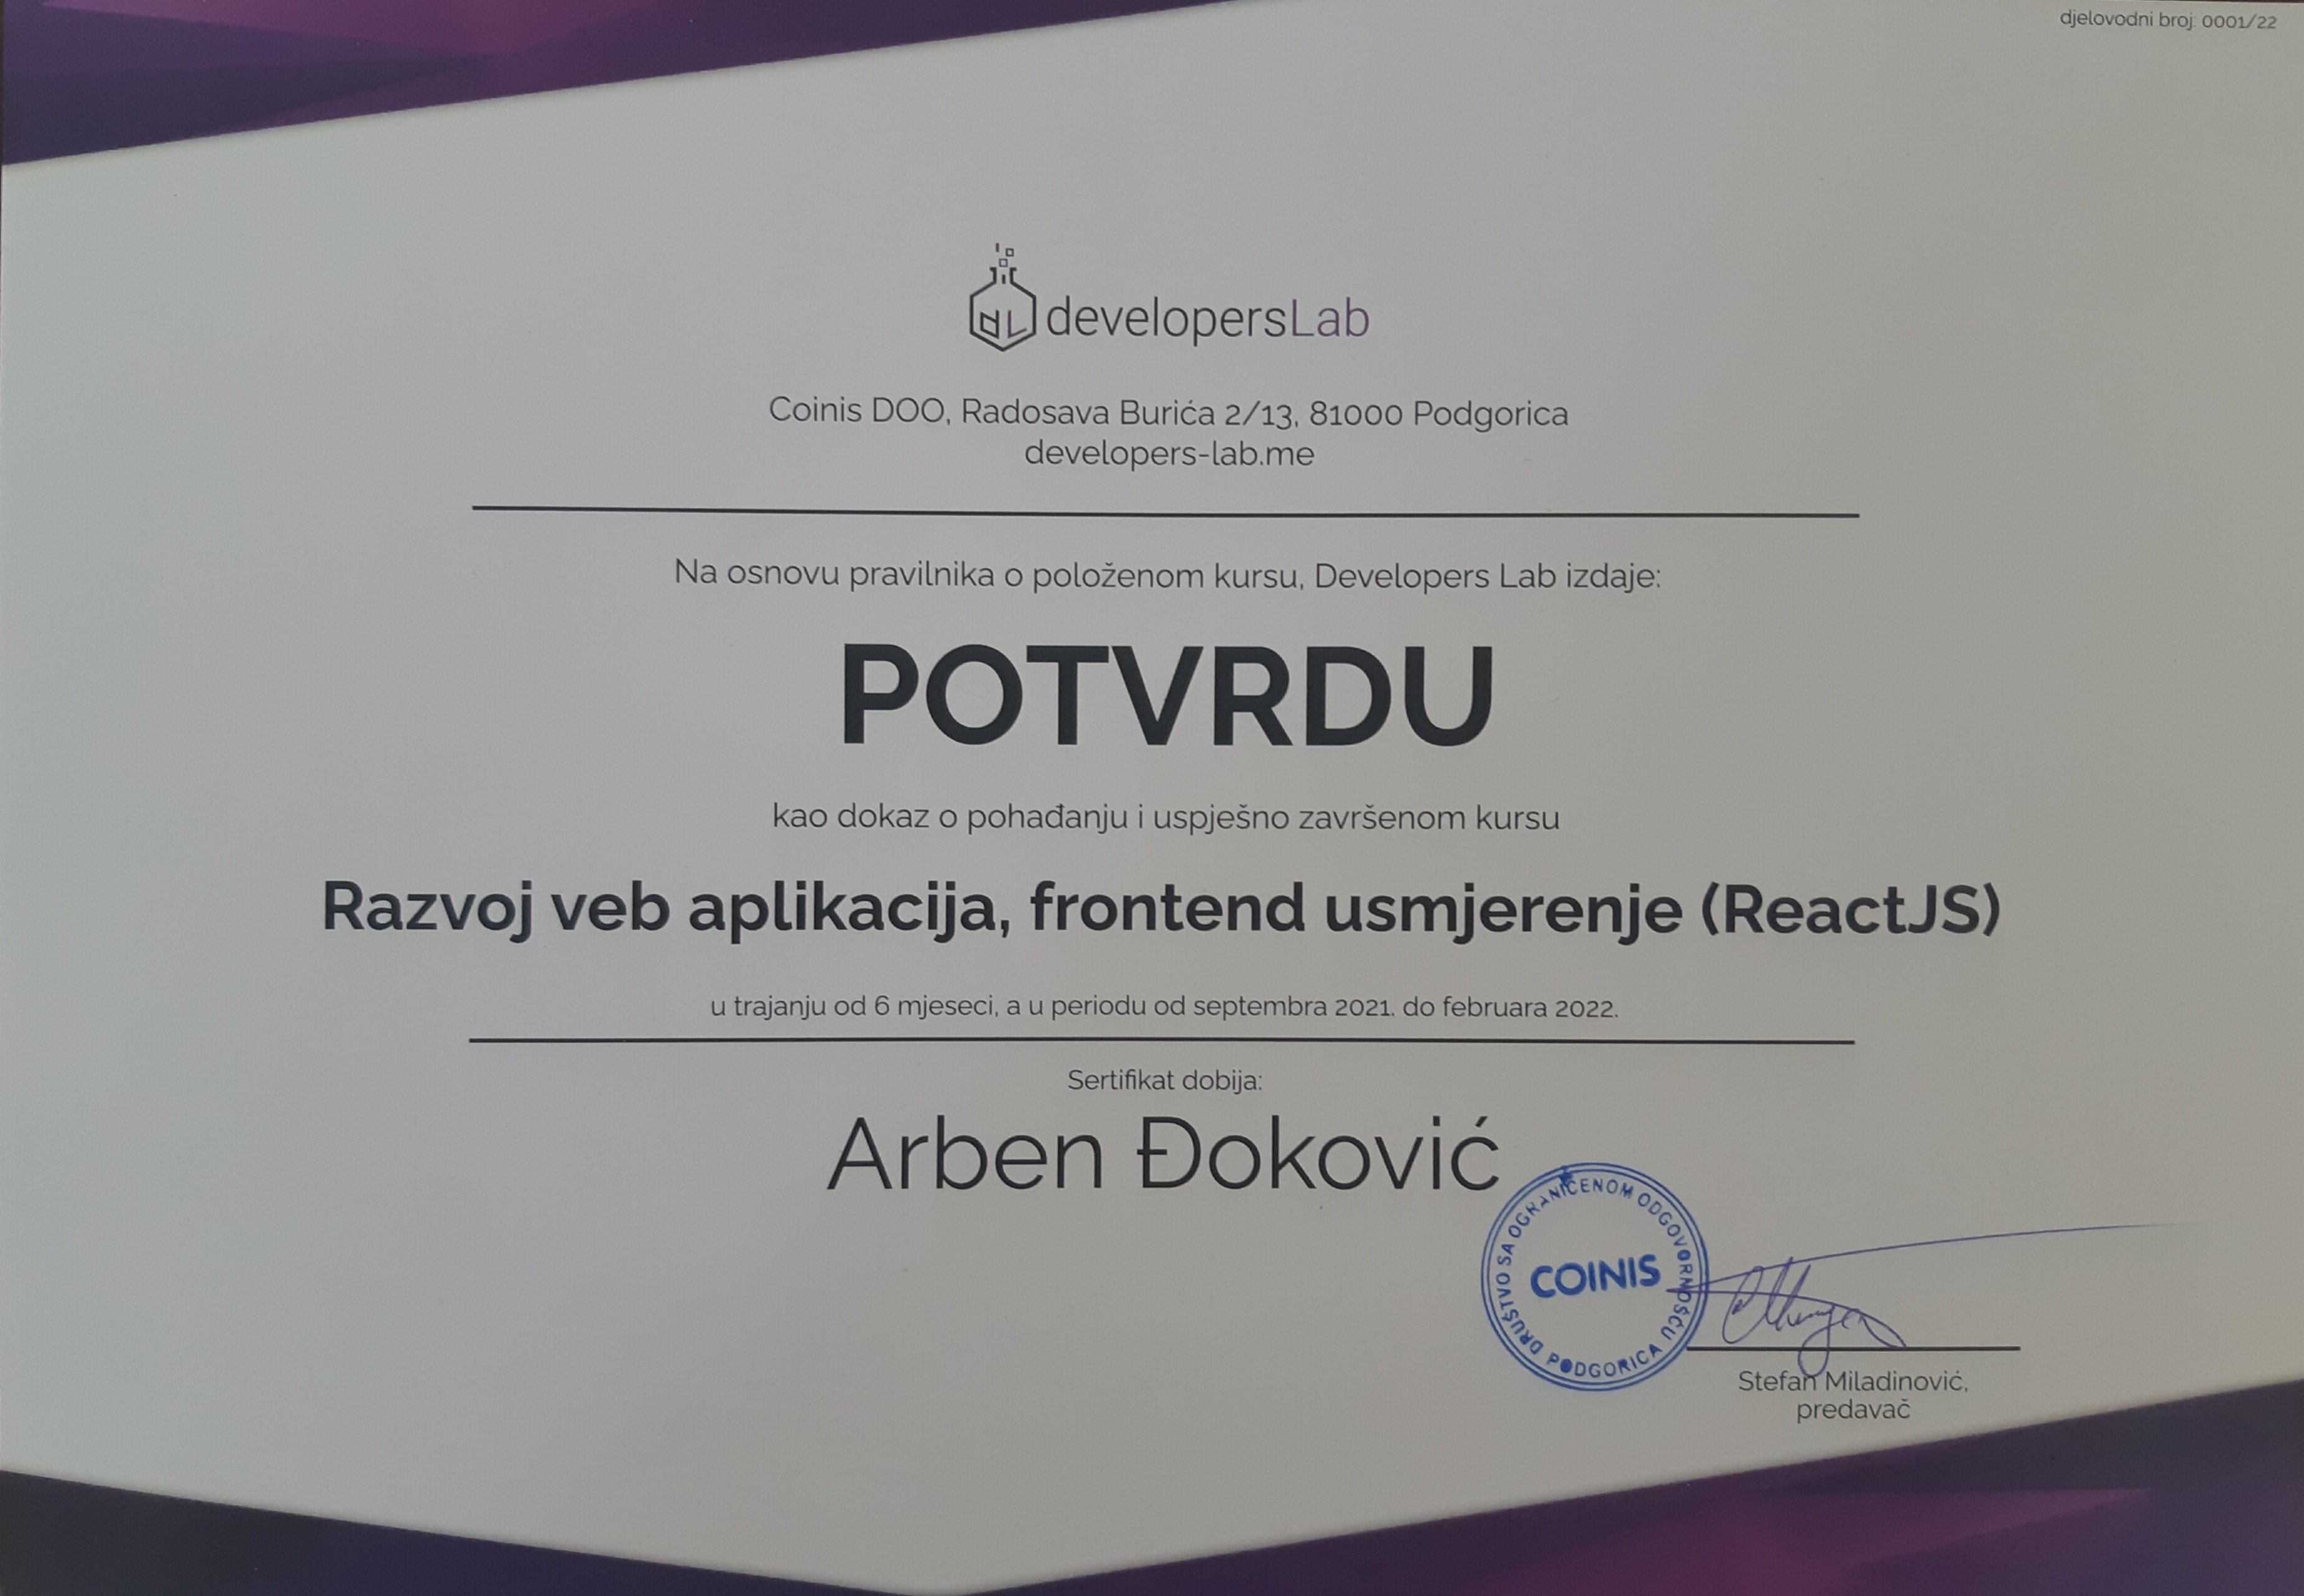 djelovodni broj: 0001/22
dL developersLab
Coinis DOO, Radosava Burića 2/13, 81000 Podgorica
developers-lab.me
Na osnovu pravilnika o položenom kursu, Developers Lab izdaje:
POTVRDU
kao dokaz o pohađanju i uspješno završenom kursu
Razvoj veb aplikacija, frontend usmjerenje (ReactJS)
u trajanju od 6 mjeseci, a u periodu od septembra 2021. do februara 2022.
Sertifikat dobija:
Arben Đoković
DRUŠTVO SA OGRANIČENOM ODGOVORNOŠĆU PODGORICA
COINIS
Stefan Miladinović,
predavač